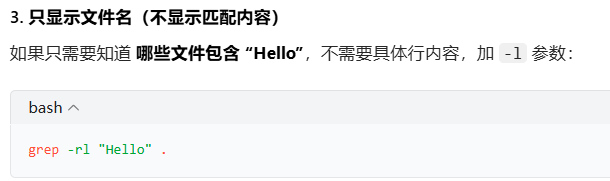 3. 只显示文件名（不显示匹配内容）
如果只需要知道 哪些文件包含 “Hello”，不需要具体行内容，加 -l 参数：
bash
grep -rl "Hello" .